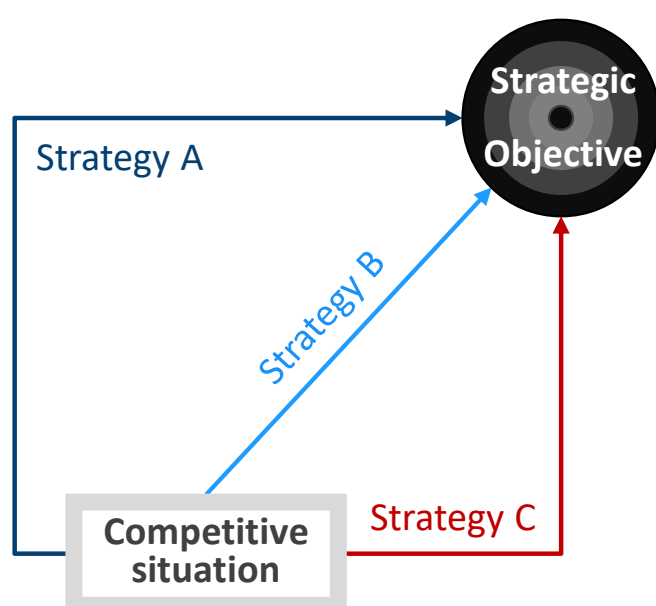 Strategic
Objective
Strategy A
Strategy B
Strategy C
Competitive
situation